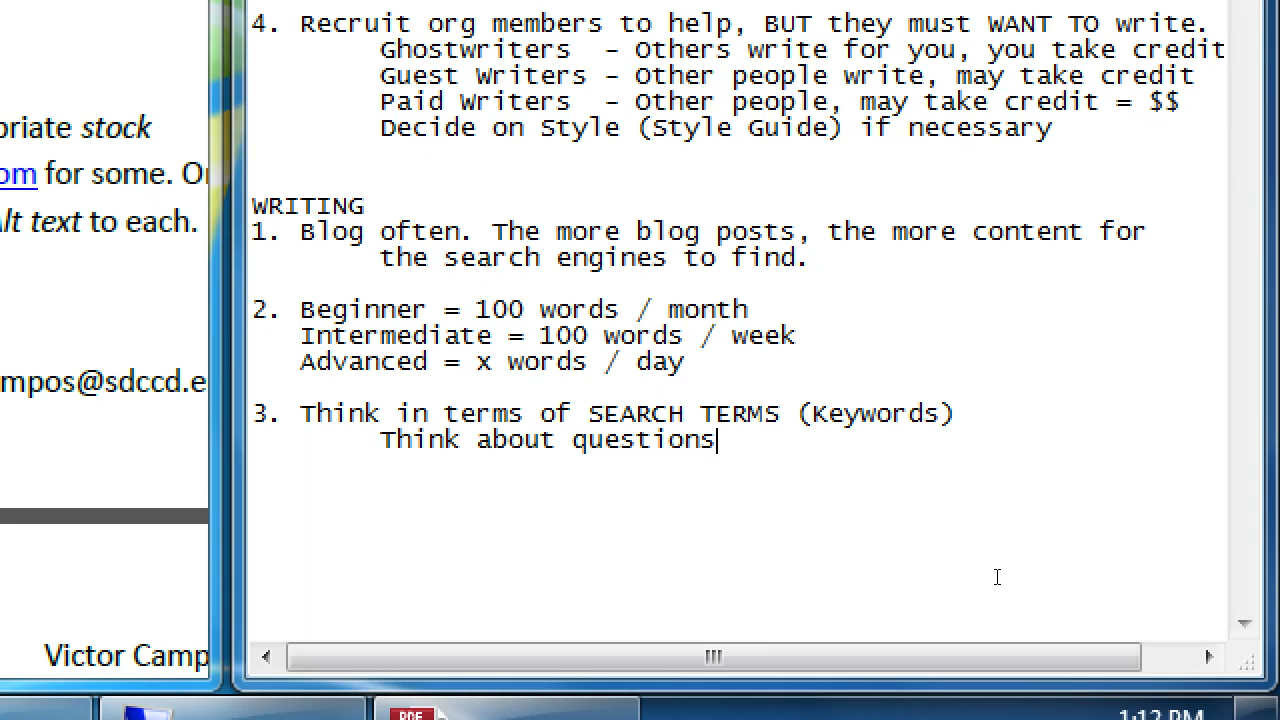 4. Recruit org members to help, BUT they must WANT TO write.
Ghostwriters - Others write for you, you take credit
Guest Writers - Other people write, may take credit
Paid Writers - Other people, may take credit = $$
Decide on Style (Style Guide) if necessary
WRITING
1. Blog often. The more blog posts, the more content for
the search engines to find.
2. Beginner = 100 words / month
Intermediate = 100 words / week
Advanced = x words / day
3. Think in terms of SEARCH TERMS (Keywords)
Think about questions
priate stock
om for some. Or
lt text to each.
mpos@sdccd.e
Victor Camp
PDF
1:12 PM